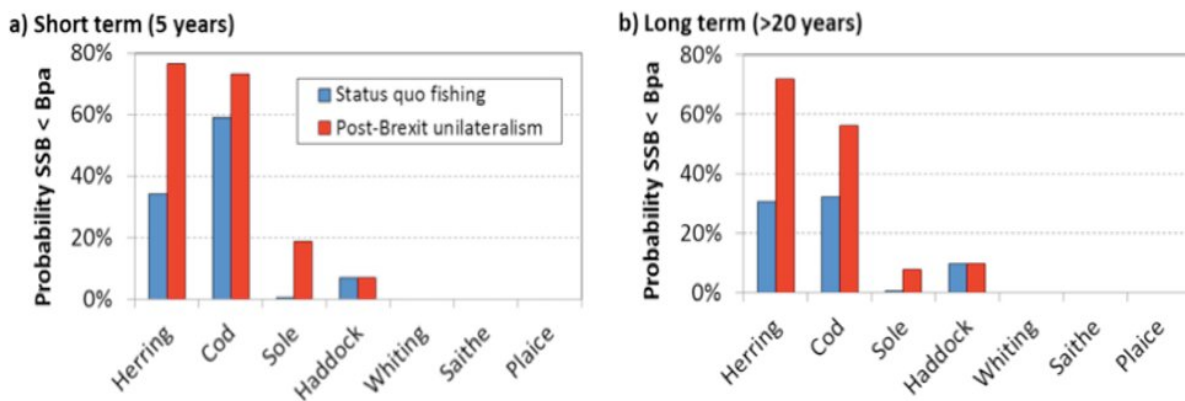 a) Short term (5 years)
80%
60%
40%
20%
0%
Probability SSB < Bpa
Status quo fishing
Post-Brexit unilateralism
Herring
Cod
Sole
Haddock
Whiting
Saithe
Plaice
b) Long term (>20 years)
80%
60%
40%
20%
0%
Probability SSB < Bpa
Herring
Cod
Sole
Haddock
Whiting
Saithe
Plaice